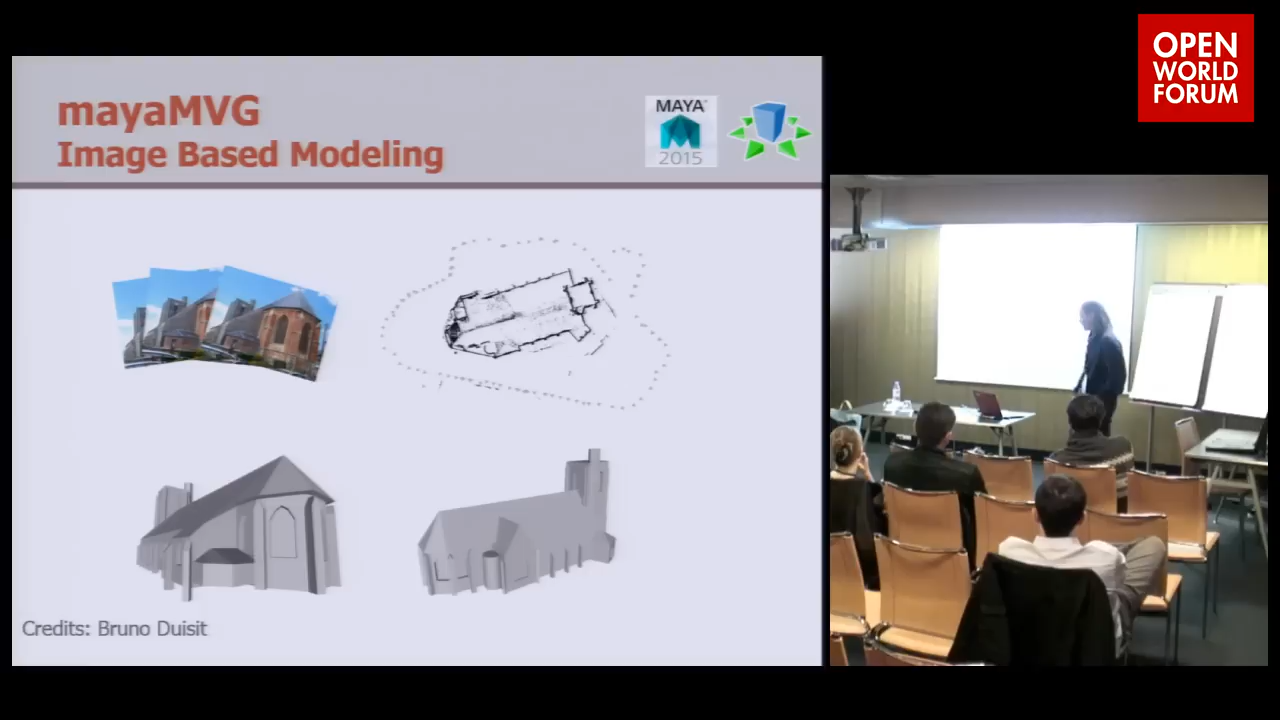 mayaMVG
Image Based Modeling
MAYA
2015
Credits: Bruno Duisit
OPEN
WORLD
FORUM